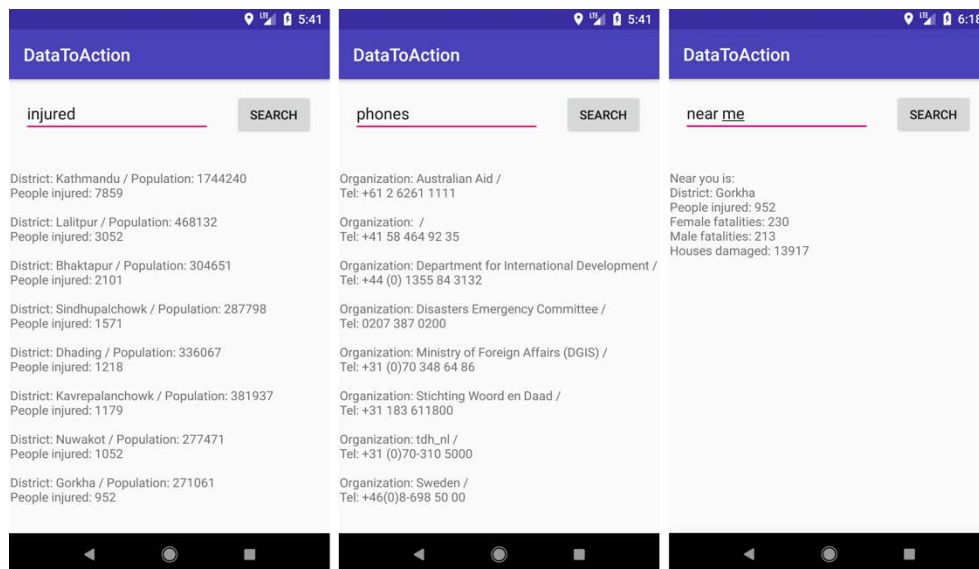 5:41
DataToAction
injured
SEARCH
District: Kathmandu / Population: 1744240
People injured: 7859
District: Lalitpur / Population: 468132
People injured: 3052
District: Bhaktapur / Population: 304651
People injured: 2101
District: Sindhupalchowk / Population: 287798
People injured: 1571
District: Dhading / Population: 336067
People injured: 1218
District: Kavrepalanchowk / Population: 381937
People injured: 1179
District: Nuwakot / Population: 277471
People injured: 1052
District: Gorkha / Population: 271061
People injured: 952
LTE
5:41
DataToAction
phones
SEARCH
Organization: Australian Aid /
Tel: +61 2 6261 1111
Organization:  /
Tel: +41 58 464 92 35
Organization: Department for International Development /
Tel: +44 (0) 1355 84 3132
Organization: Disasters Emergency Committee /
Tel: 0207 387 0200
Organization: Ministry of Foreign Affairs (DGIS) /
Tel: +31 (0)70 348 64 86
Organization: Stichting Woord en Daad /
Tel: +31 183 611800
Organization: tdh_nl /
Tel: +31 (0)70-310 5000
Organization: Sweden /
Tel: +46(0)8-698 50 00
LTE
6:18
DataToAction
near me
SEARCH
Near you is:
District: Gorkha
People injured: 952
Female fatalities: 230
Male fatalities: 213
Houses damaged: 13917
LTE